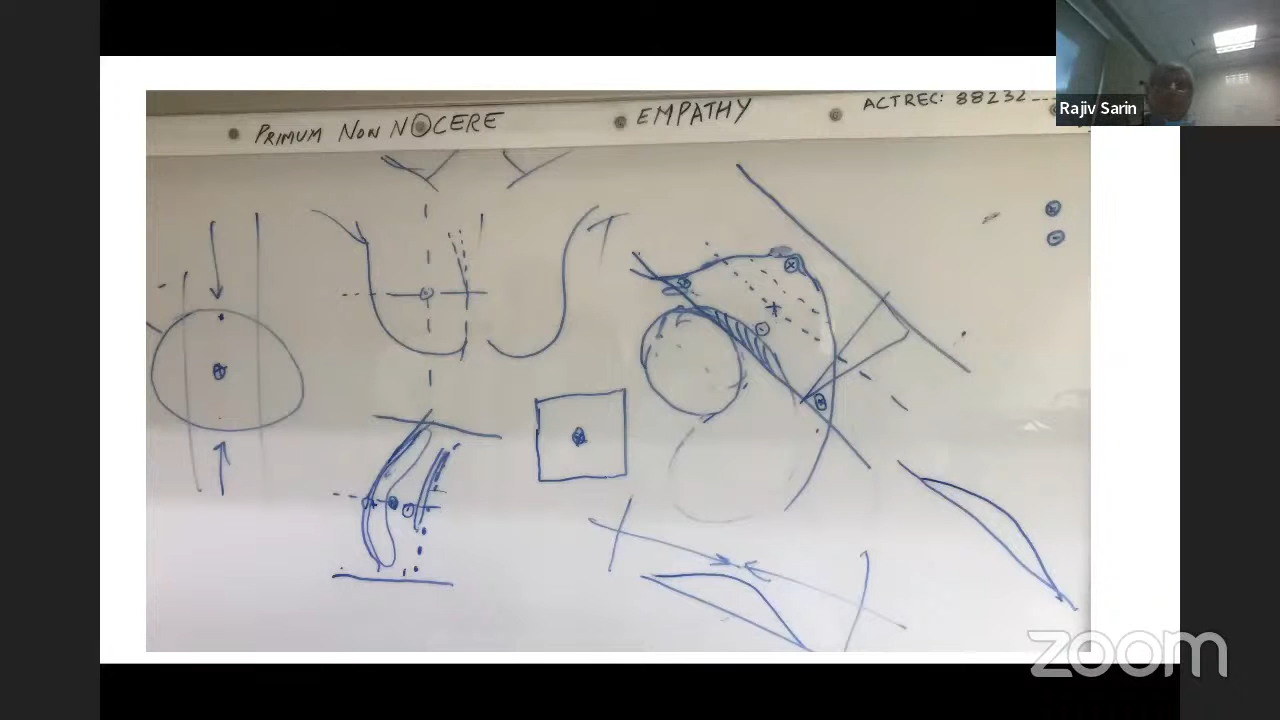 PRIMUM NON NOCERE
EMPATHY
ACTREC: 88232---
Rajiv Sarin
zoom